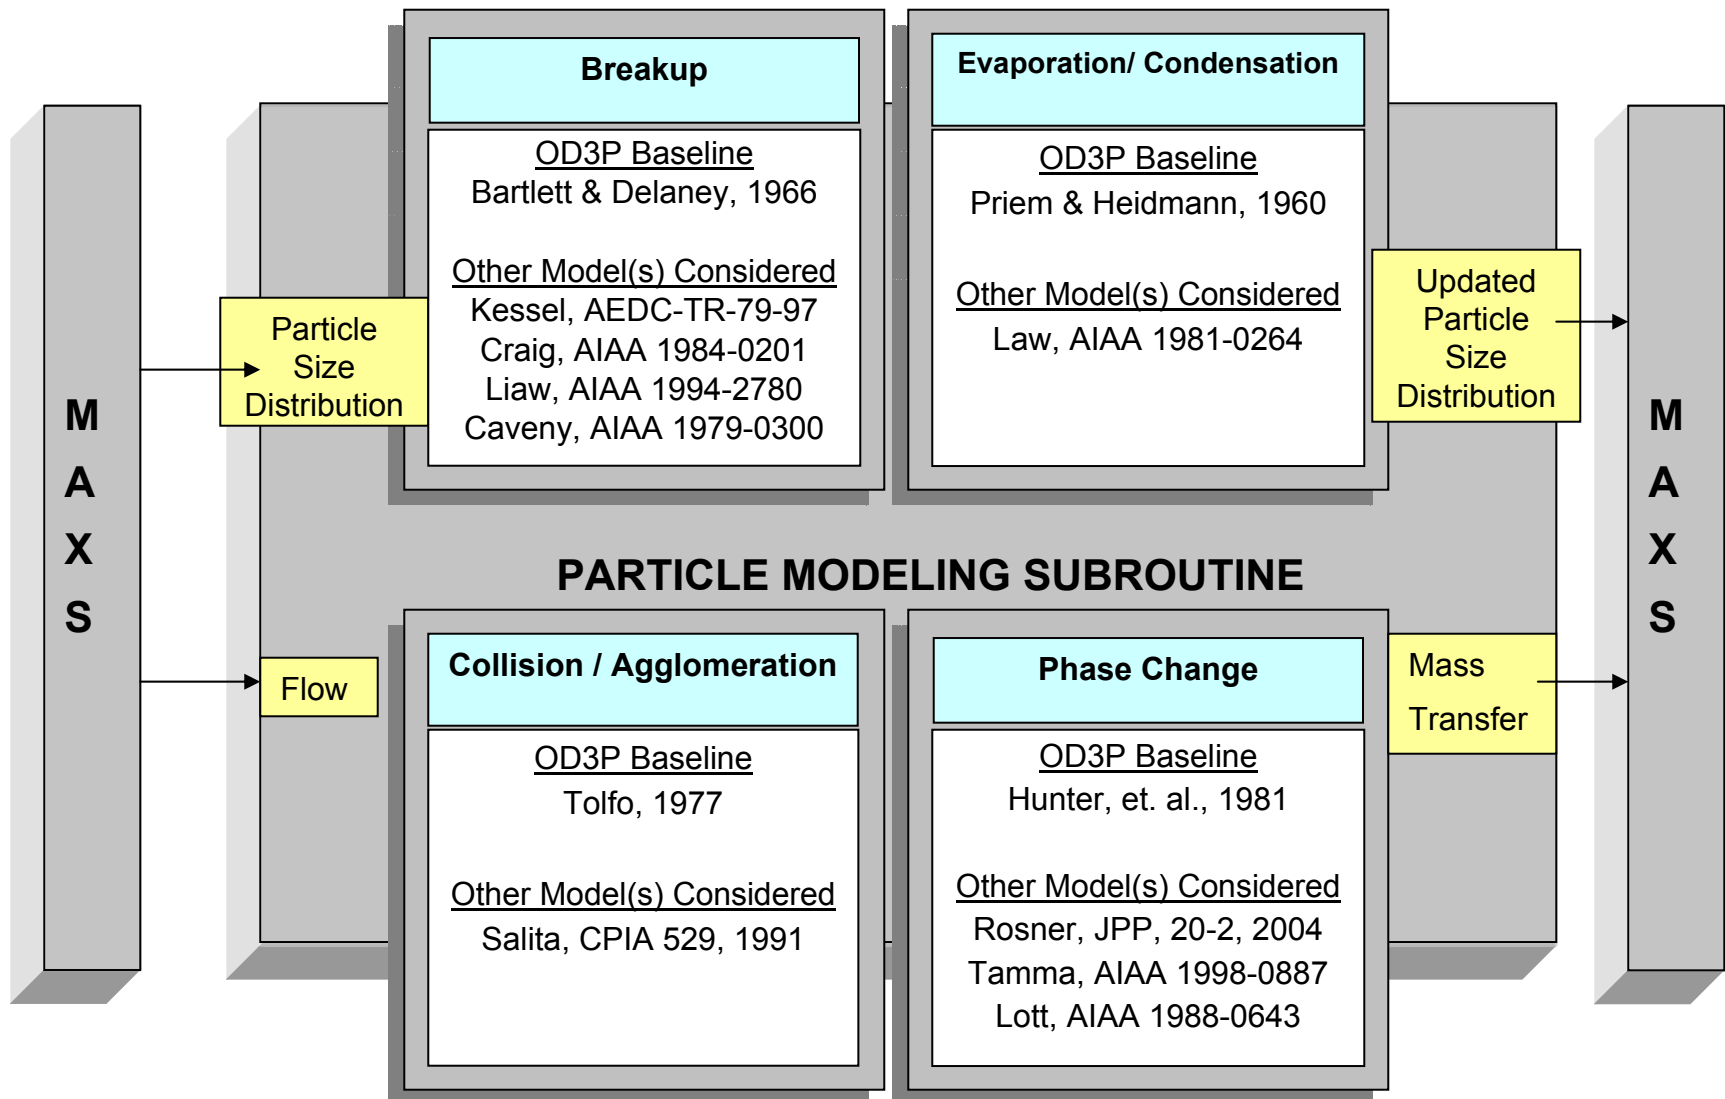 Breakup
OD3P Baseline
Bartlett & Delaney, 1966
Other Model(s) Considered
Kessel, AEDC-TR-79-97
Craig, AIAA 1984-0201
Liaw, AIAA 1994-2780
Caveny, AIAA 1979-0300
Evaporation/ Condensation
OD3P Baseline
Priem & Heidmann, 1960
Other Model(s) Considered
Law, AIAA 1981-0264
M
A
X
S
Particle
Size
Distribution
Updated
Particle
Size
Distribution
M
A
X
S
PARTICLE MODELING SUBROUTINE
Flow
Collision / Agglomeration
OD3P Baseline
Tolfo, 1977
Other Model(s) Considered
Salita, CPIA 529, 1991
Phase Change
OD3P Baseline
Hunter, et. al., 1981
Other Model(s) Considered
Rosner, JPP, 20-2, 2004
Tamma, AIAA 1998-0887
Lott, AIAA 1988-0643
Mass
Transfer